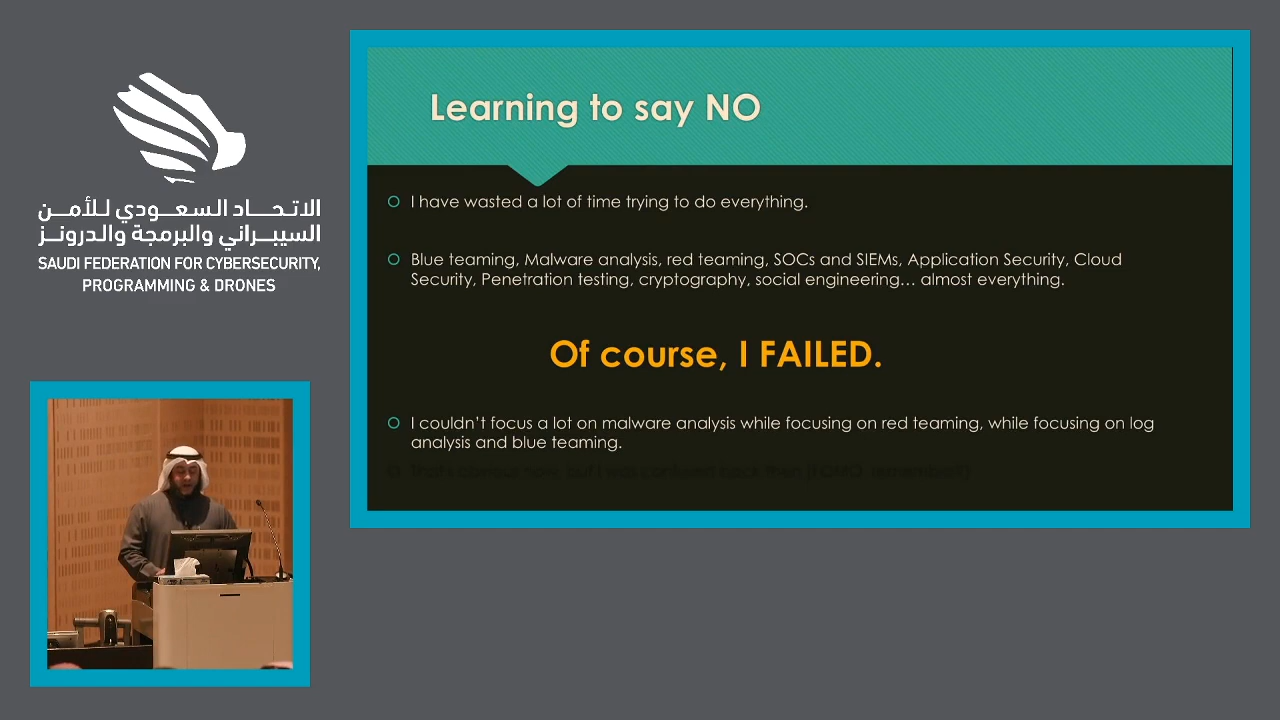 الاتحاد السعودي للأمن
السيبراني والبرمجة والدرونز
SAUDI FEDERATION FOR CYBERSECURITY,
PROGRAMMING & DRONES
Learning to say NO
I have wasted a lot of time trying to do everything.
Blue teaming, Malware analysis, red teaming, SOCs and SIEMs, Application Security, Cloud
Security, Penetration testing, cryptography, social engineering… almost everything.
Of course, I FAILED.
I couldn't focus a lot on malware analysis while focusing on red teaming, while focusing on log
analysis and blue teaming.